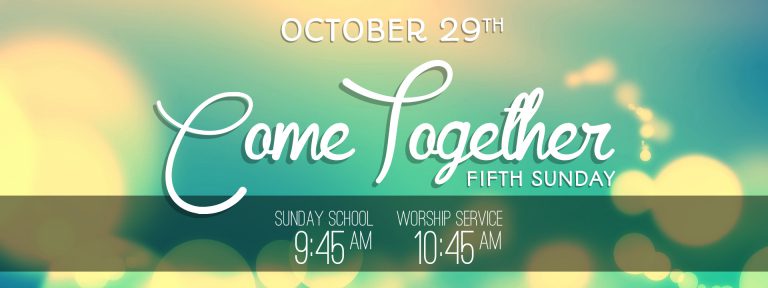 OCTOBER 29TH
Come Together
FIFTH SUNDAY
SUNDAY SCHOOL WORSHIP SERVICE
9:45 AM 10:45 AM